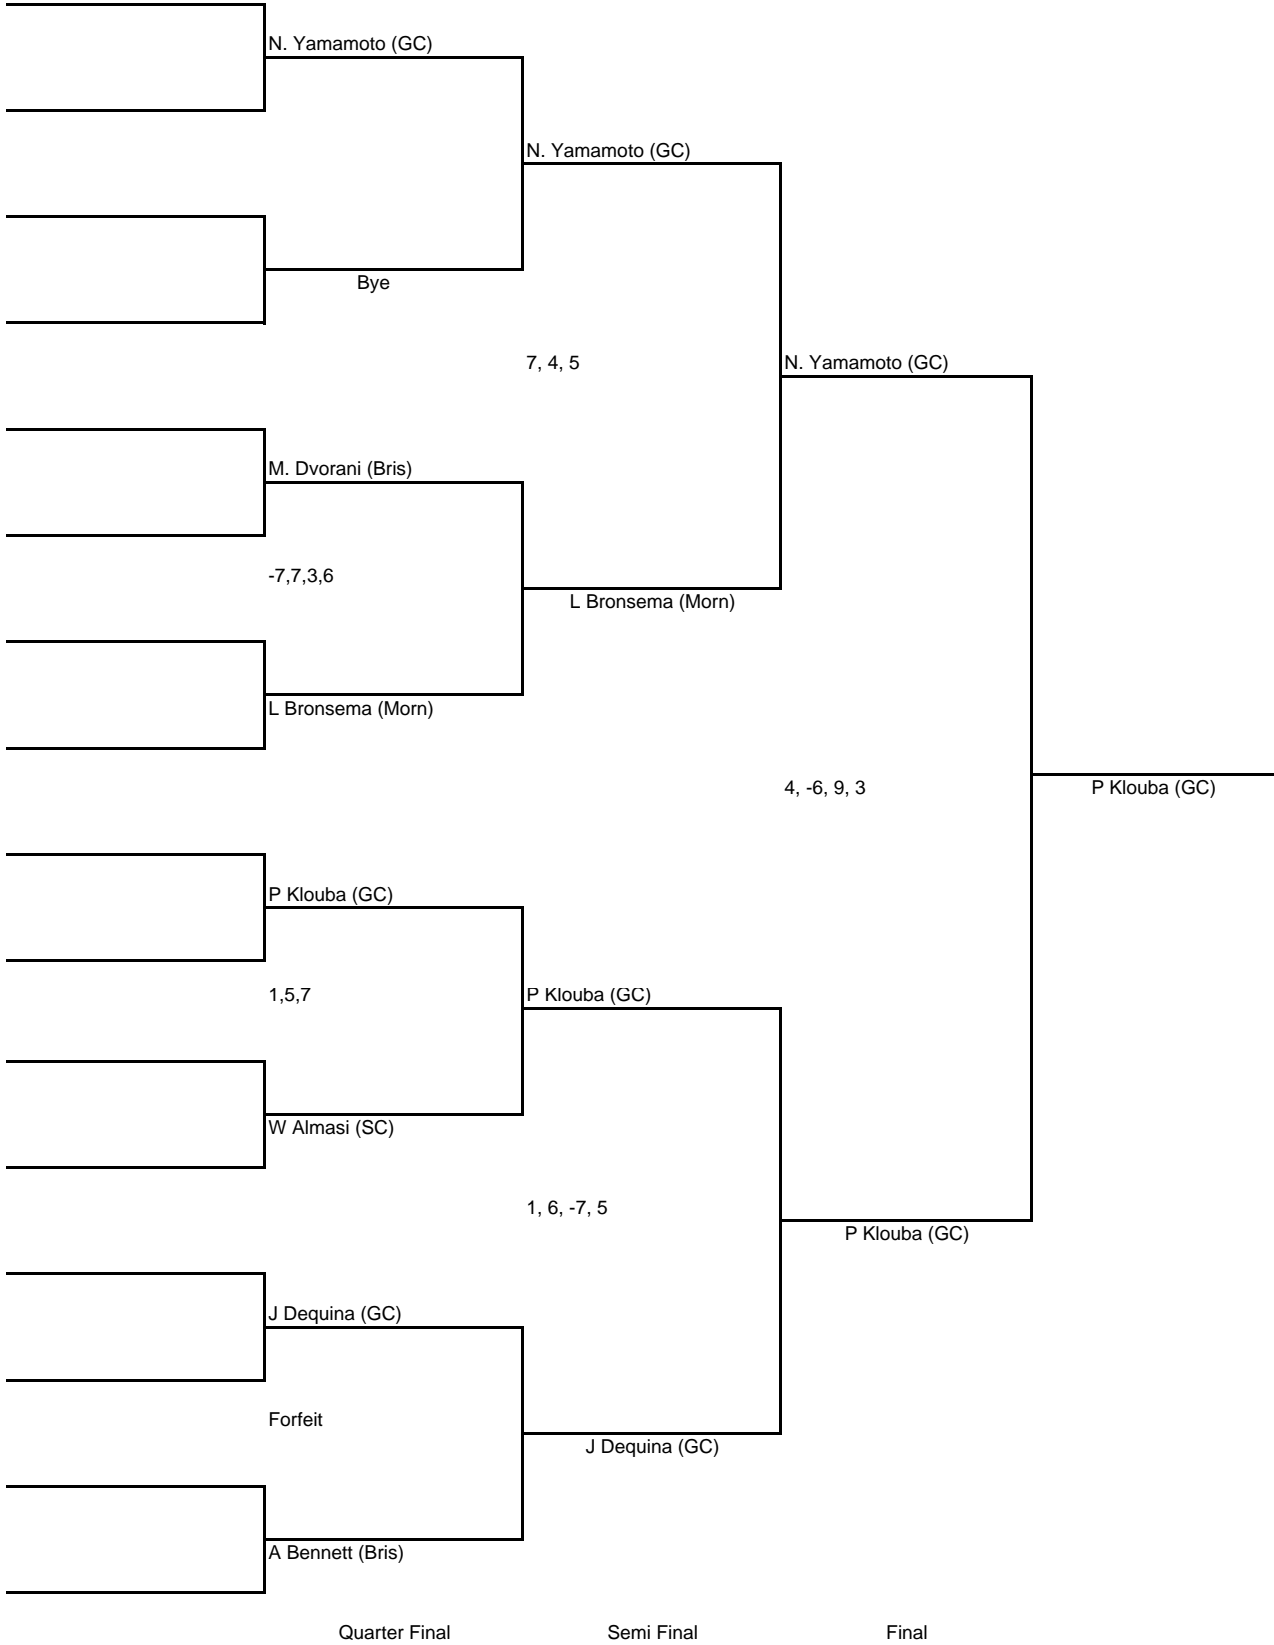 N. Yamamoto (GC)
N. Yamamoto (GC)
Bye
7, 4, 5
N. Yamamoto (GC)
M. Dvorani (Bris)
-7,7,3,6
L Bronsema (Morn)
L Bronsema (Morn)
4, -6, 9, 3
P Klouba (GC)
P Klouba (GC)
1,5,7
P Klouba (GC)
W Almasi (SC)
1, 6, -7, 5
P Klouba (GC)
J Dequina (GC)
Forfeit
J Dequina (GC)
A Bennett (Bris)
Quarter Final
Semi Final
Final